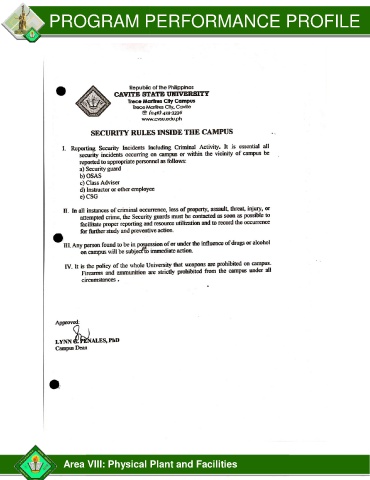 PROGRAM PERFORMANCE PROFILE
Republic of the Philippines
CAVITE STATE UNIVERSITY
Trece Martires City Campus
Trece Martires City, Cavite
www.cvsu.edu.ph
SECURITY RULES INSIDE THE CAMPUS
I. Reporting Security Incidents Including Criminal Activity. It is essential all
security incidents occurring on campus or within the vicinity of campus be
reported to appropriate personnel as follows:
a) Security guard
b) OSAS
c) Class Adviser
d) Instructor or other employee
e) CSG
II. In all instances of criminal occurrence, loss of property, assault, threat, injury, or
attempted crime, the Security guards must be contacted as soon as possible to
facilitate proper reporting and resource utilization and to record the occurrence
for further study and preventive action.
III. Any person found to be in possession of or under the influence of drugs or alcohol
on campus will be subject to immediate action.
IV. It is the policy of the whole University that weapons are prohibited on campus.
Firearms and ammunition are strictly prohibited from the campus under all
circumstances.
Approved:
LYNN G. PENALES, PhD
Campus Dean
Area VIII: Physical Plant and Facilities